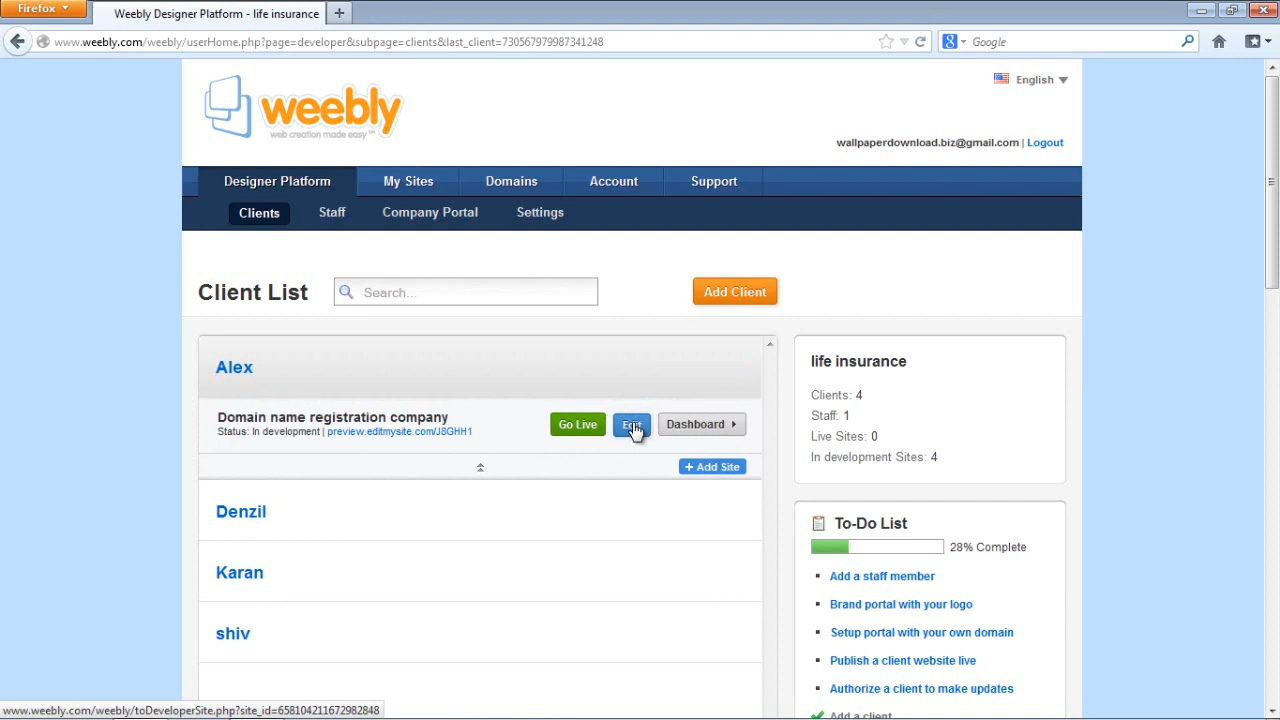 Firefox
Weebly Designer Platform - life insurance
www.weebly.com/weebly/userHome.php?page=developer&subpage=clients&last_client=730567979987341248
Google
weebly
web creation made easy
English
wallpaperdownload.biz@gmail.com | Logout
Designer Platform
My Sites
Domains
Account
Support
Clients
Staff
Company Portal
Settings
Client List
Search...
Add Client
Alex
Domain name registration company
Status: In development | preview.editmysite.com/J8GHH1
Go Live
Edit
Dashboard
+ Add Site
Denzil
Karan
shiv
life insurance
Clients: 4
Staff: 1
Live Sites: 0
In development Sites: 4
To-Do List
28% Complete
Add a staff member
Brand portal with your logo
Setup portal with your own domain
Publish a client website live
Authorize a client to make updates
Add a client
www.weebly.com/weebly/toDeveloperSite.php?site_id=658104211672982848